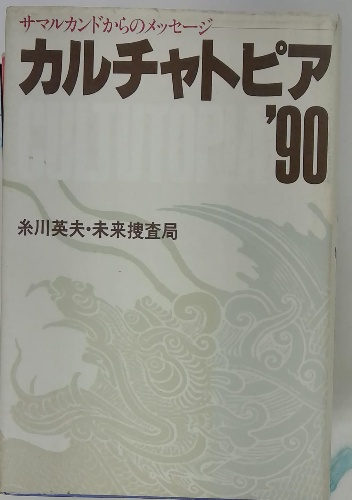 サマルカンドからのメッセージ
カルチャトピア
'90
糸川英夫・未来捜査局